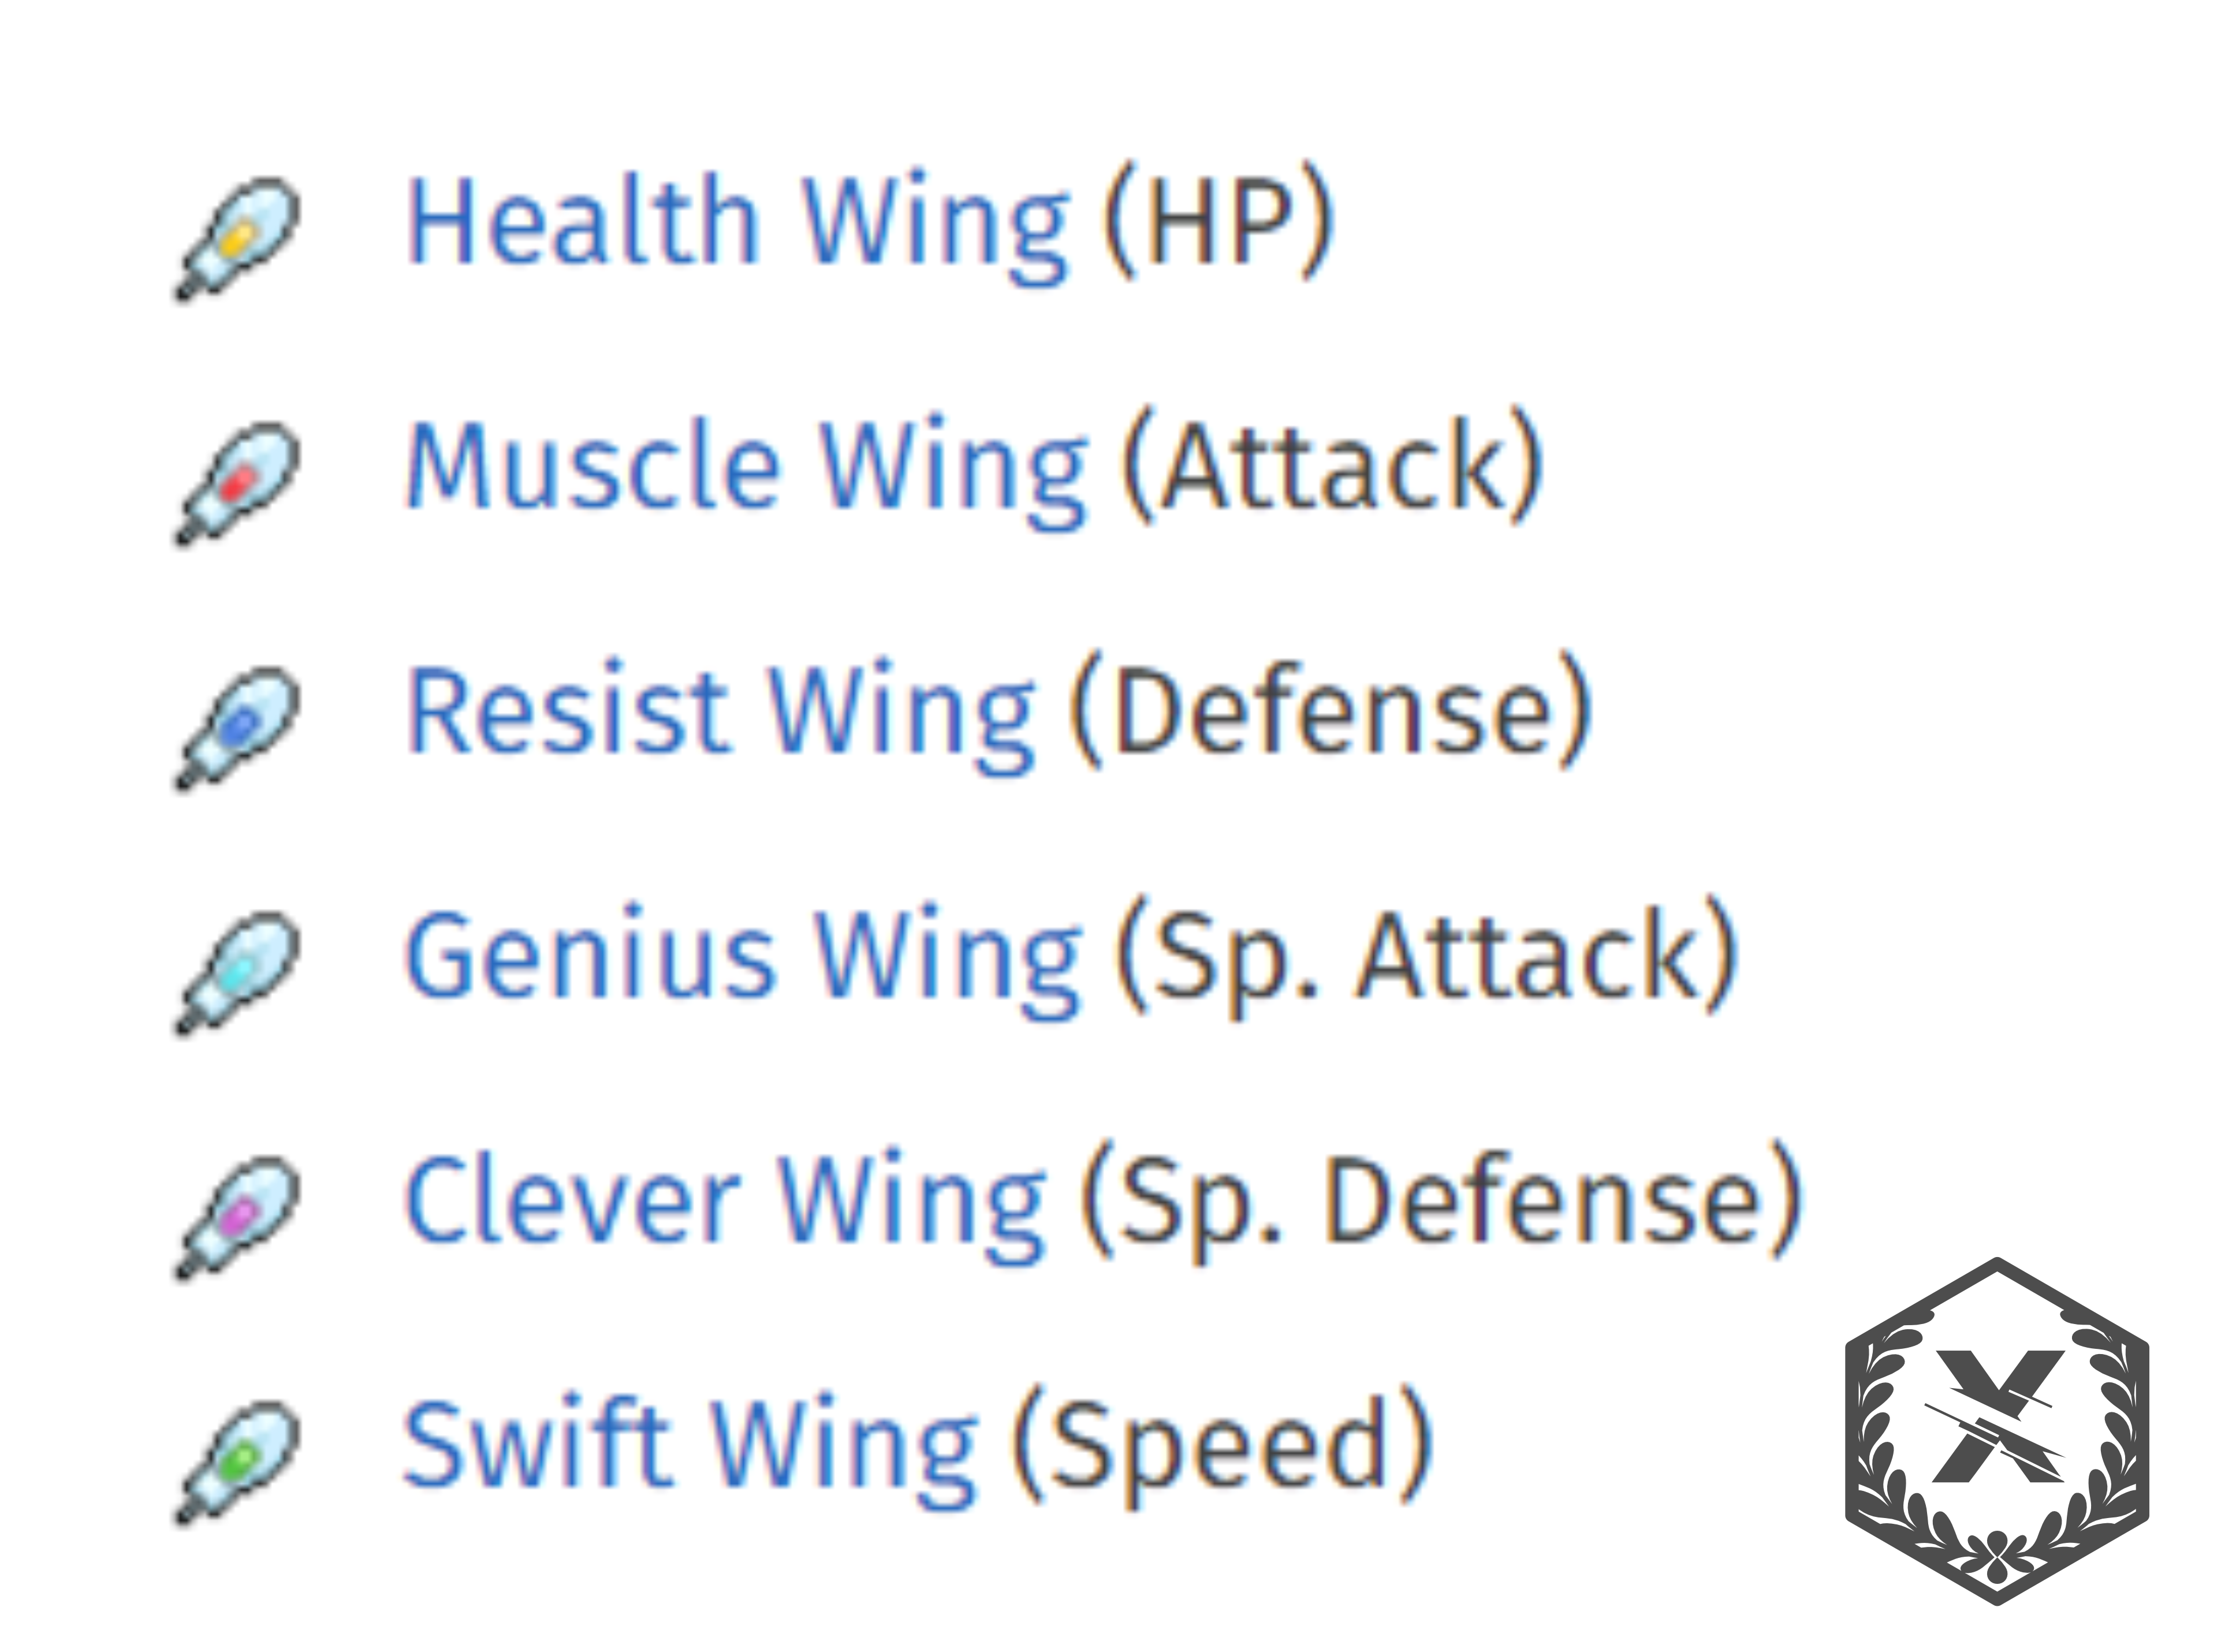 Health Wing (HP)
Muscle Wing (Attack)
Resist Wing (Defense)
Genius Wing (Sp. Attack)
Clever Wing (Sp. Defense)
Swift Wing (Speed)
X